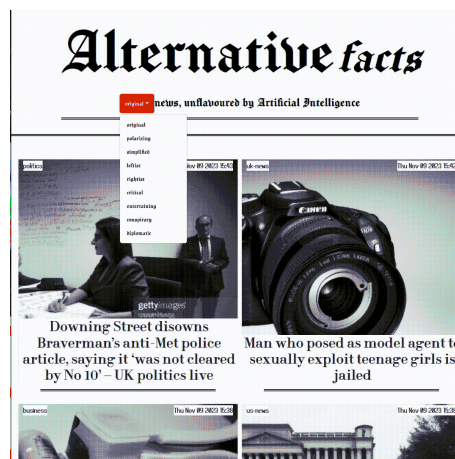 Alternative facts
original
news, unflavoured by Artificial Intelligence
original
polarizing
simplified
leftist
rightist
critical
entertaining
conspiracy
diplomatic
politics
Nov 09 2023 15:43
uk-news
Thu Nov 09 2023 15:42
Canon
gettyimages
Downing Street disowns
Braverman's anti-Met police
article, saying it ‘was not cleared
by No 10’ – UK politics live
Man who posed as model agent to
sexually exploit teenage girls is
jailed
business
Thu Nov 09 2023 15:38
us-news
Thu Nov 09 2023 15:38